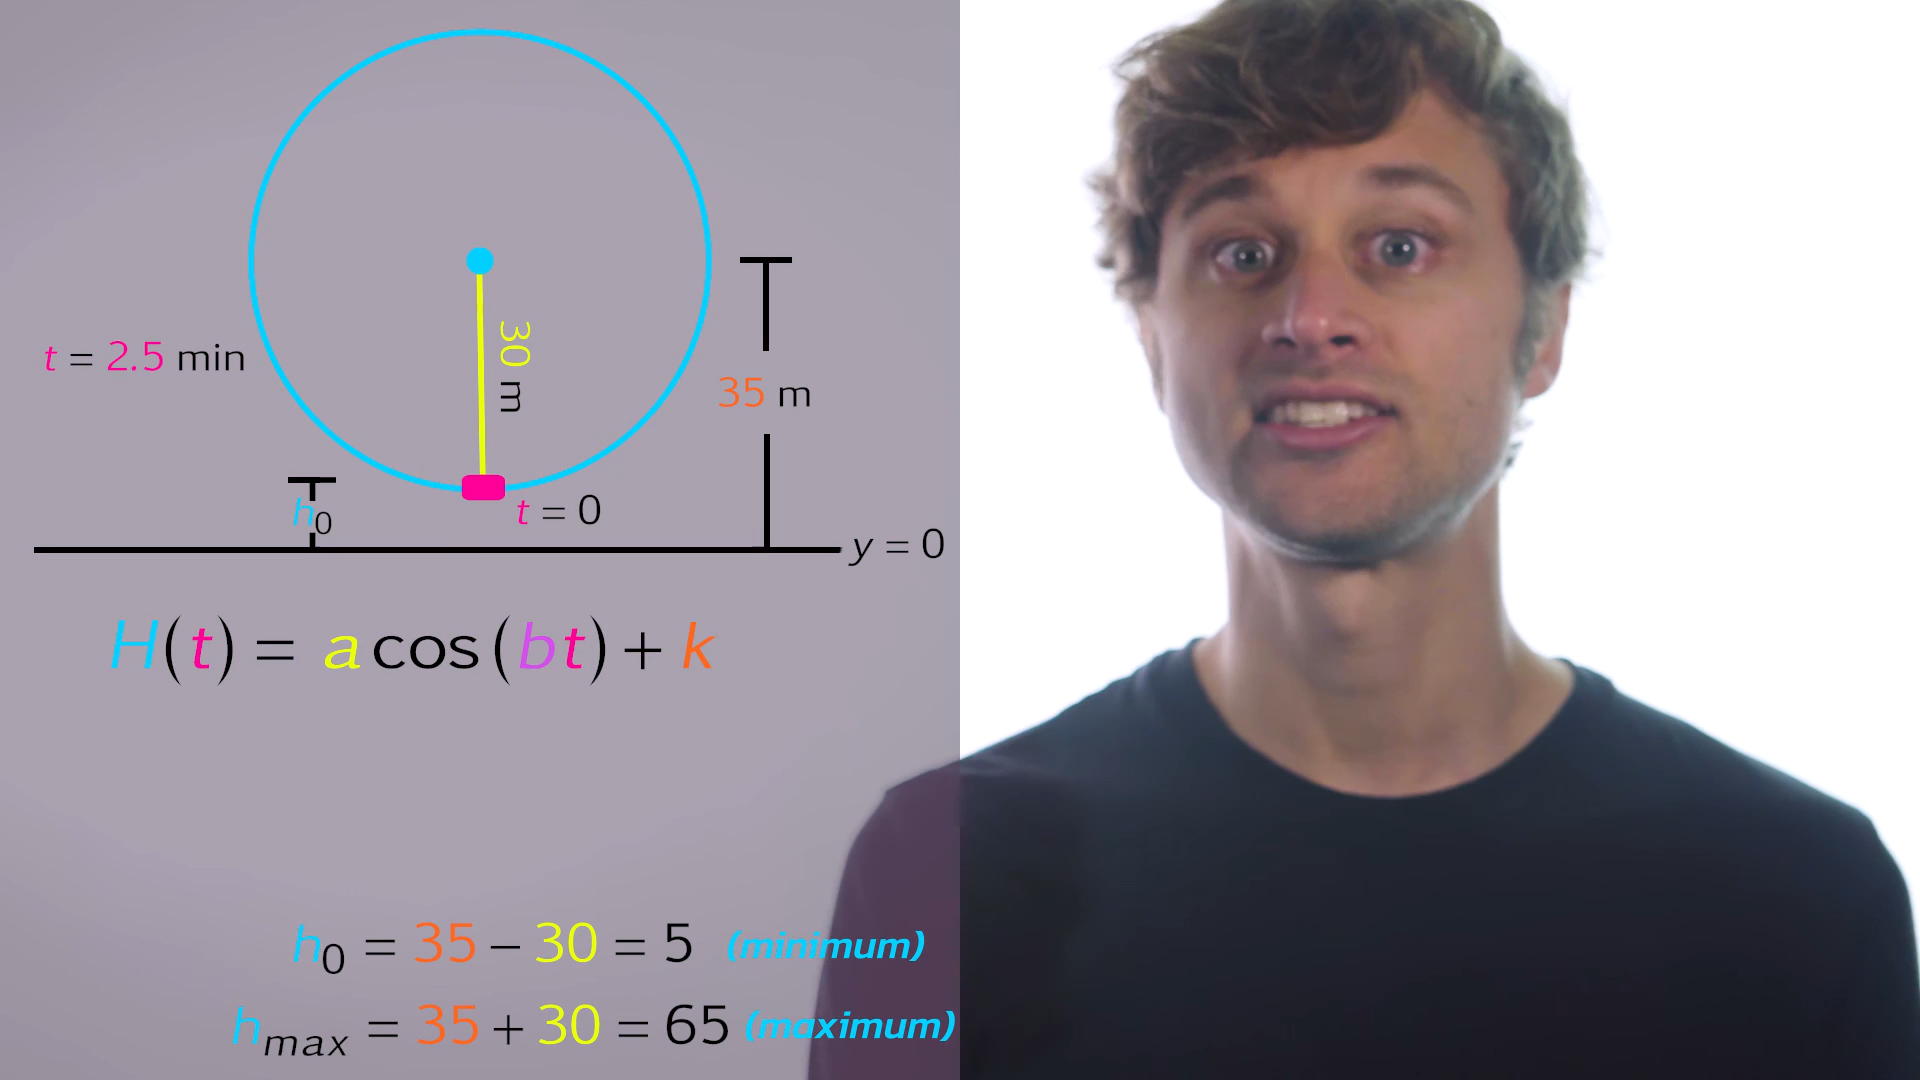 30 m
t = 2.5 min
35 m
h0
t = 0
y = 0
H(t) = a cos(bt) + k
h0 = 35 − 30 = 5 (minimum)
hmax = 35 + 30 = 65 (maximum)